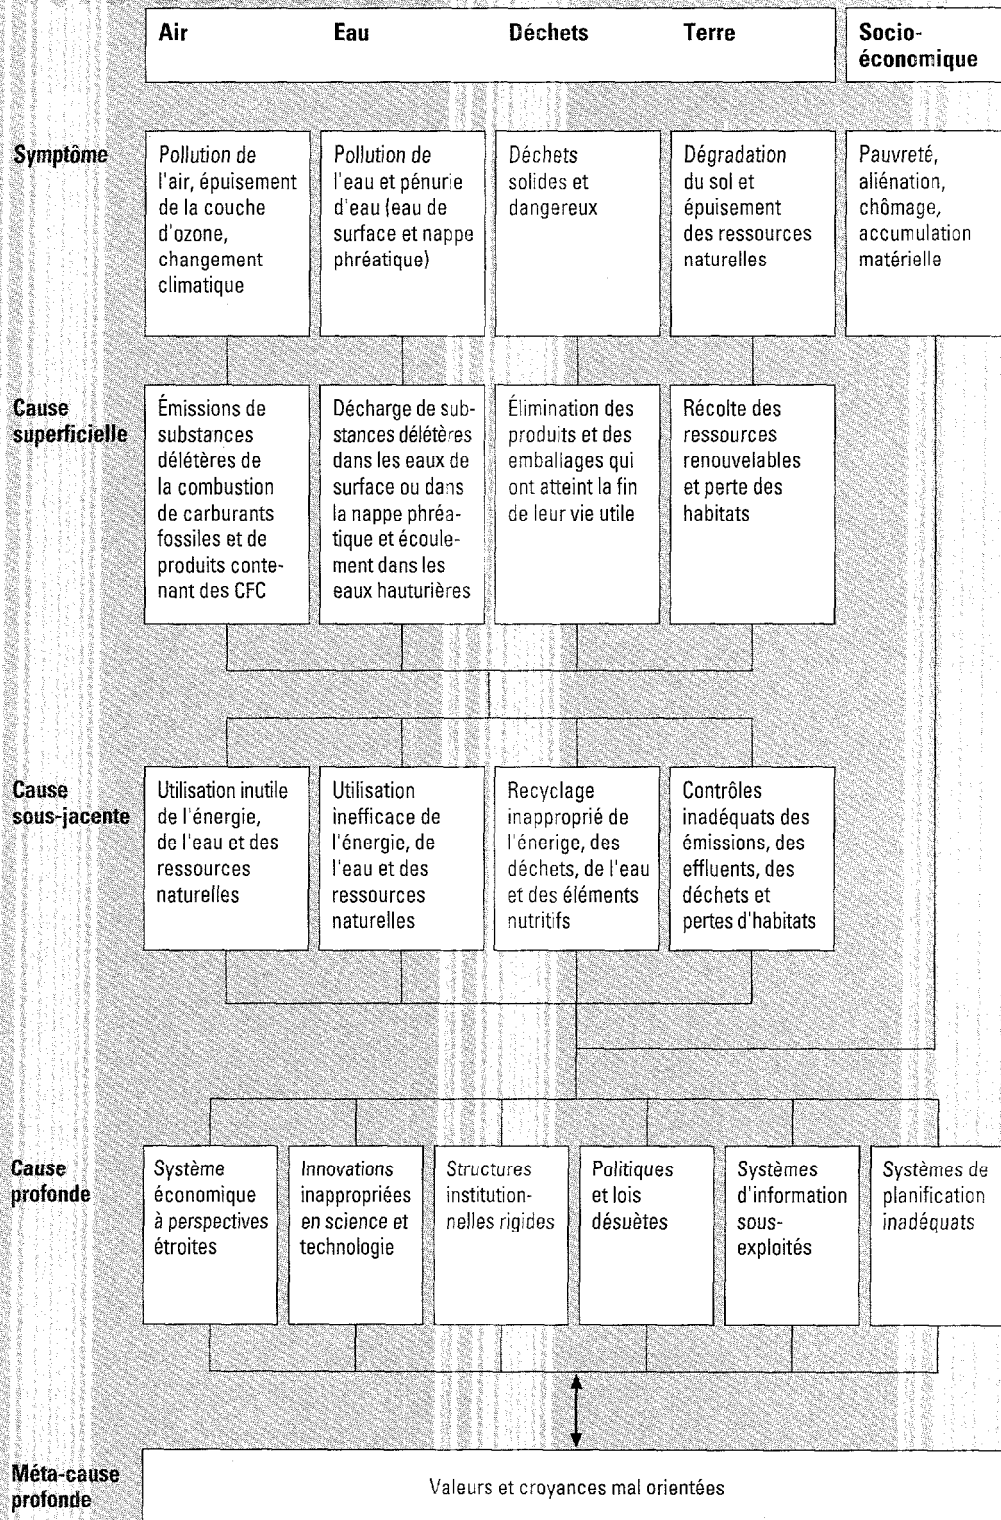 Air
Eau
Déchets
Terre
Socio-
économique
Symptôme
Pollution de
l'air, épuisement
de la couche
d'ozone,
changement
climatique
Pollution de
l'eau et pénurie
d'eau (eau de
surface et nappe
phréatique)
Déchets
solides et
dangereux
Dégradation
du sol et
épuisement
des ressources
naturelles
Pauvreté,
aliénation,
chômage,
accumulation
matérielle
Cause
superficielle
Émissions de
substances
délétères de
la combustion
de carburants
fossiles et de
produits conte-
nant des CFC
Décharge de sub-
stances délétères
dans les eaux de
surface ou dans
la nappe phréa-
tique et écoule-
ment dans les
eaux hauturières
Élimination des
produits et des
emballages qui
ont atteint la fin
de leur vie utile
Récolte des
ressources
renouvelables
et perte des
habitats
Cause
sous-jacente
Utilisation inutile
de l'énergie,
de l'eau et des
ressources
naturelles
Utilisation
inefficace de
l'énergie, de
l'eau et des
ressources
naturelles
Recyclage
inapproprié de
l'énerige, des
déchets, de l'eau
et des éléments
nutritifs
Contrôles
inadéquats des
émissions, des
effluents, des
déchets et
pertes d'habitats
Cause
profonde
Système
économique
à perspectives
étroites
Innovations
inappropriées
en science et
technologie
Structures
institution-
nelles rigides
Politiques
et lois
désuètes
Systèmes
d'information
sous-
exploités
Systèmes de
planification
inadéquats
Méta-cause
profonde
Valeurs et croyances mal orientées